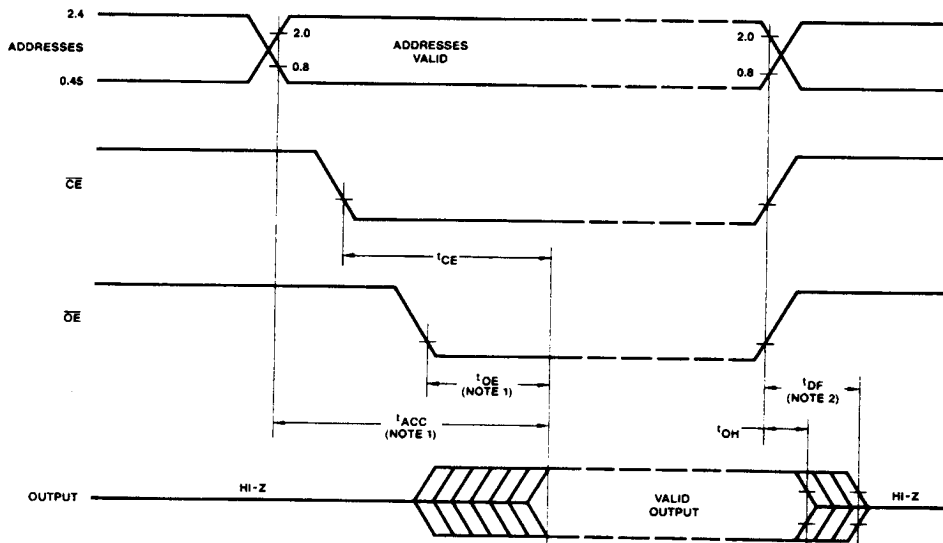 2.4
ADDRESSES
0.45
2.0
0.8
ADDRESSES
VALID
2.0
0.8
CE
tCE
OE
tOE
(NOTE 1)
tACC
(NOTE 1)
tDF
(NOTE 2)
tOH
OUTPUT
HI-Z
VALID
OUTPUT
HI-Z